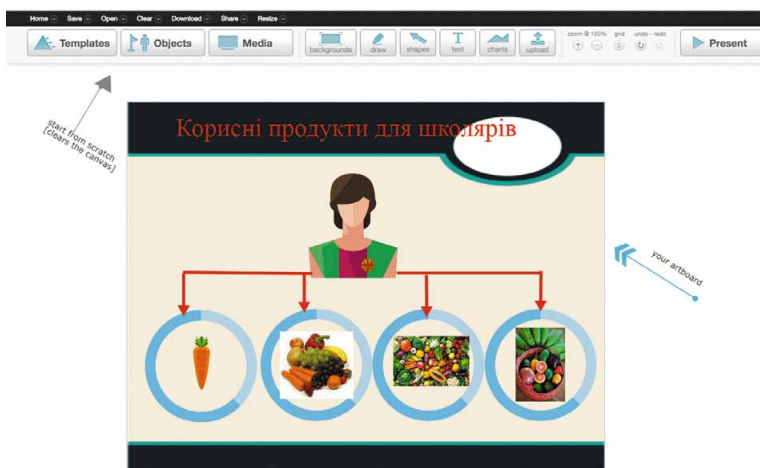 Home Save Open Clear Download Share Resize
Templates Objects Media backgrounds draw shapes text charts upload zoom @ 100% grid undo - redo Present
start from scratch
[clears the canvas]
Корисні продукти для школярів
your artboard